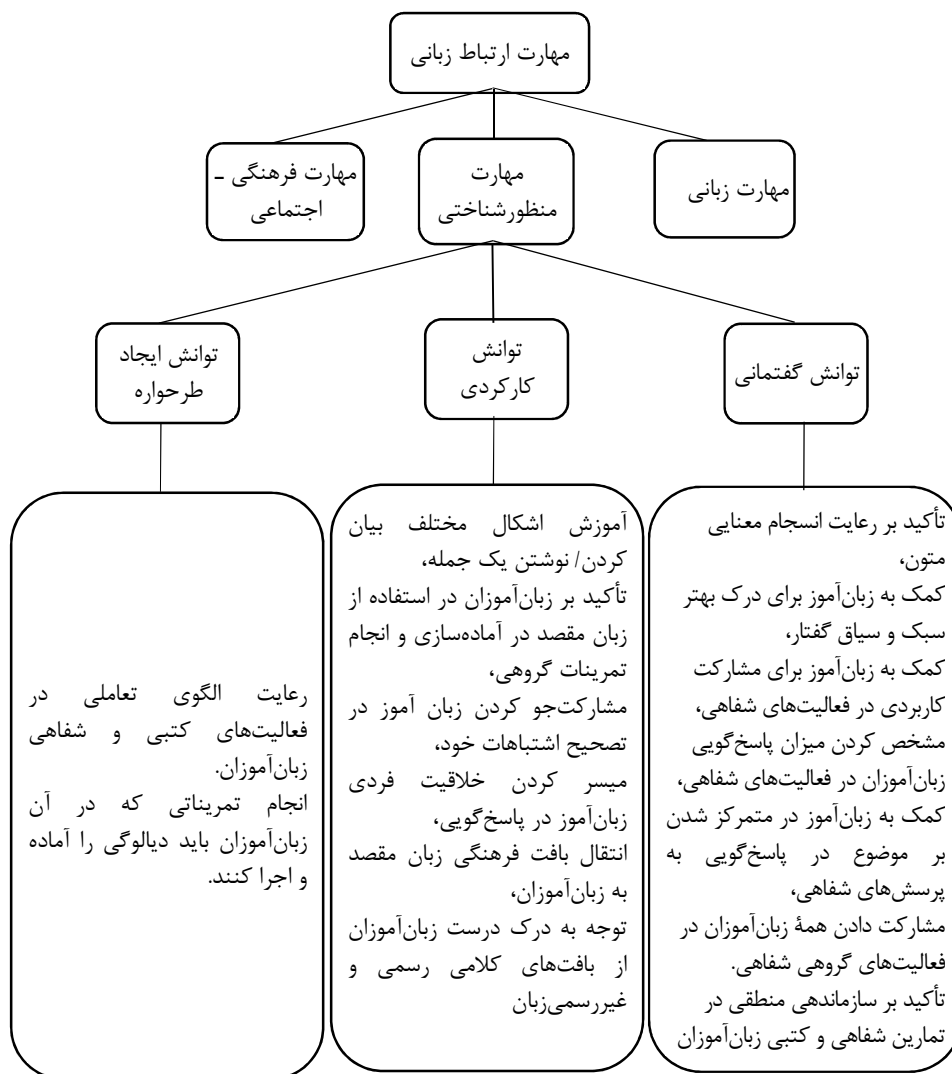 مهارت ارتباط زبانی
مهارت زبانی
مهارت
منظورشناختی
مهارت فرهنگی ـ
اجتماعی
توانش گفتمانی
توانش
کارکردی
توانش ایجاد
طرحواره
تأکید بر رعایت انسجام معنایی
متون،
کمک به زبان‌آموز برای درک بهتر
سبک و سیاق گفتار،
کمک به زبان‌آموز برای مشارکت
کاربردی در فعالیت‌های شفاهی،
مشخص کردن میزان پاسخ‌گویی
زبان‌آموزان در فعالیت‌های شفاهی،
کمک به زبان‌آموز در متمرکز شدن
بر موضوع در پاسخ‌گویی به
پرسش‌های شفاهی،
مشارکت دادن همۀ زبان‌آموزان در
فعالیت‌های گروهی شفاهی.
تأکید بر سازماندهی منطقی در
تمارین شفاهی و کتبی زبان‌آموزان
آموزش اشکال مختلف بیان
کردن/ نوشتن یک جمله،
تأکید بر زبان‌آموزان در استفاده از
زبان مقصد در آماده‌سازی و انجام
تمرینات گروهی،
مشارکت‌جو کردن زبان آموز در
تصحیح اشتباهات خود،
میسر کردن خلاقیت فردی
زبان‌آموز در پاسخ‌گویی،
انتقال بافت فرهنگی زبان مقصد
به زبان‌آموزان،
توجه به درک درست زبان‌آموزان
از بافت‌های کلامی رسمی و
غیررسمی‌زبان
رعایت الگوی تعاملی در
فعالیت‌های کتبی و شفاهی
زبان‌آموزان.
انجام تمریناتی که در آن
زبان‌آموزان باید دیالوگی را آماده
و اجرا کنند.